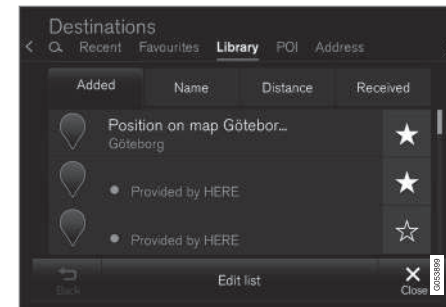 Destinations
Recent Favourites Library POI Address
Added Name Distance Received
Position on map Götebor...
Göteborg
Provided by HERE
Provided by HERE
Back Edit list Close
G053899